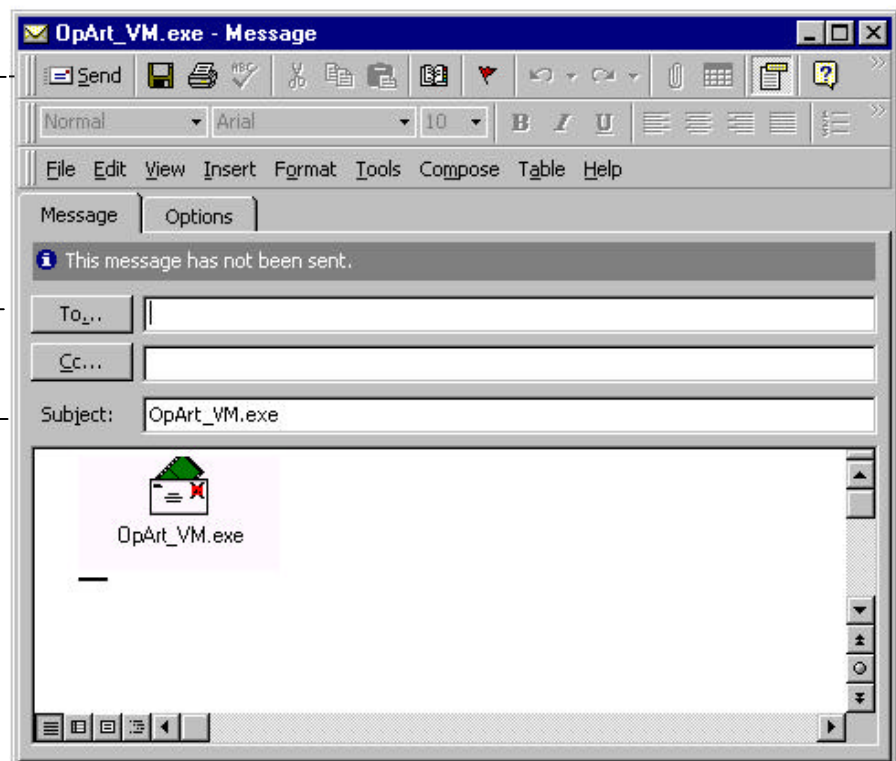 OpArt_VM.exe - Message
Send ABC
Normal Arial 10 B I U
File Edit View Insert Format Tools Compose Table Help
Message Options
This message has not been sent.
To...
Cc...
Subject: OpArt_VM.exe
OpArt_VM.exe